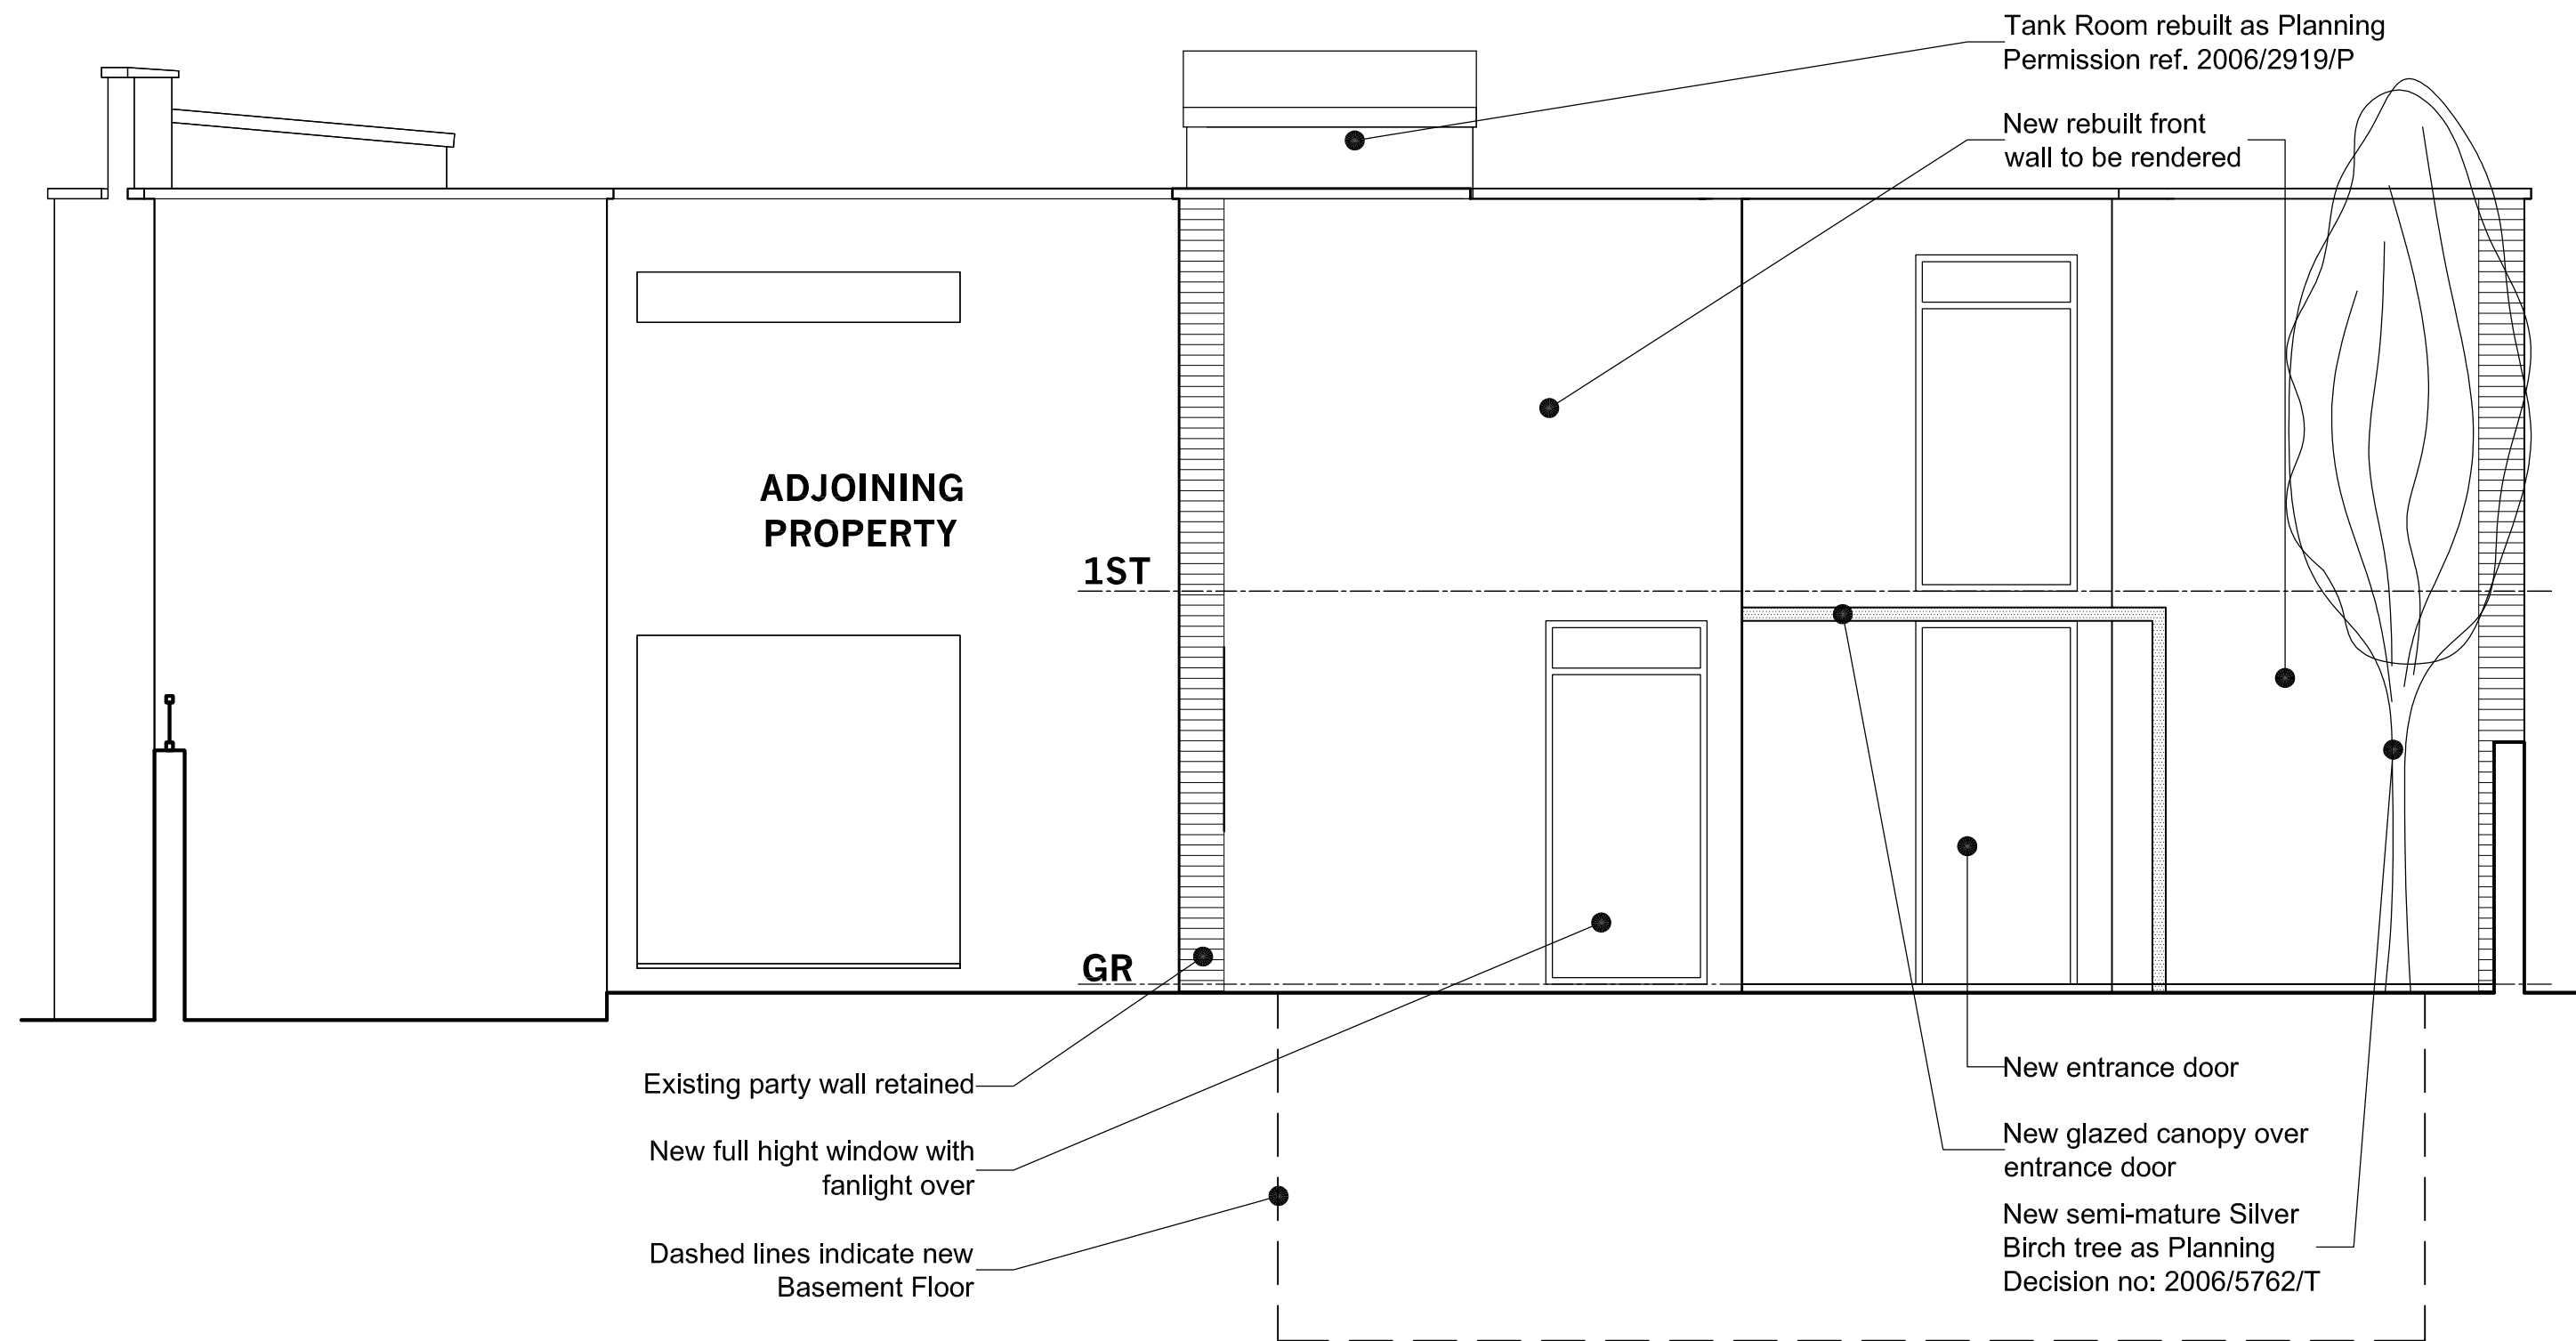 Tank Room rebuilt as Planning
Permission ref. 2006/2919/P
New rebuilt front
wall to be rendered
ADJOINING
PROPERTY
1ST
GR
Existing party wall retained
New full hight window with
fanlight over
Dashed lines indicate new
Basement Floor
New entrance door
New glazed canopy over
entrance door
New semi-mature Silver
Birch tree as Planning
Decision no: 2006/5762/T